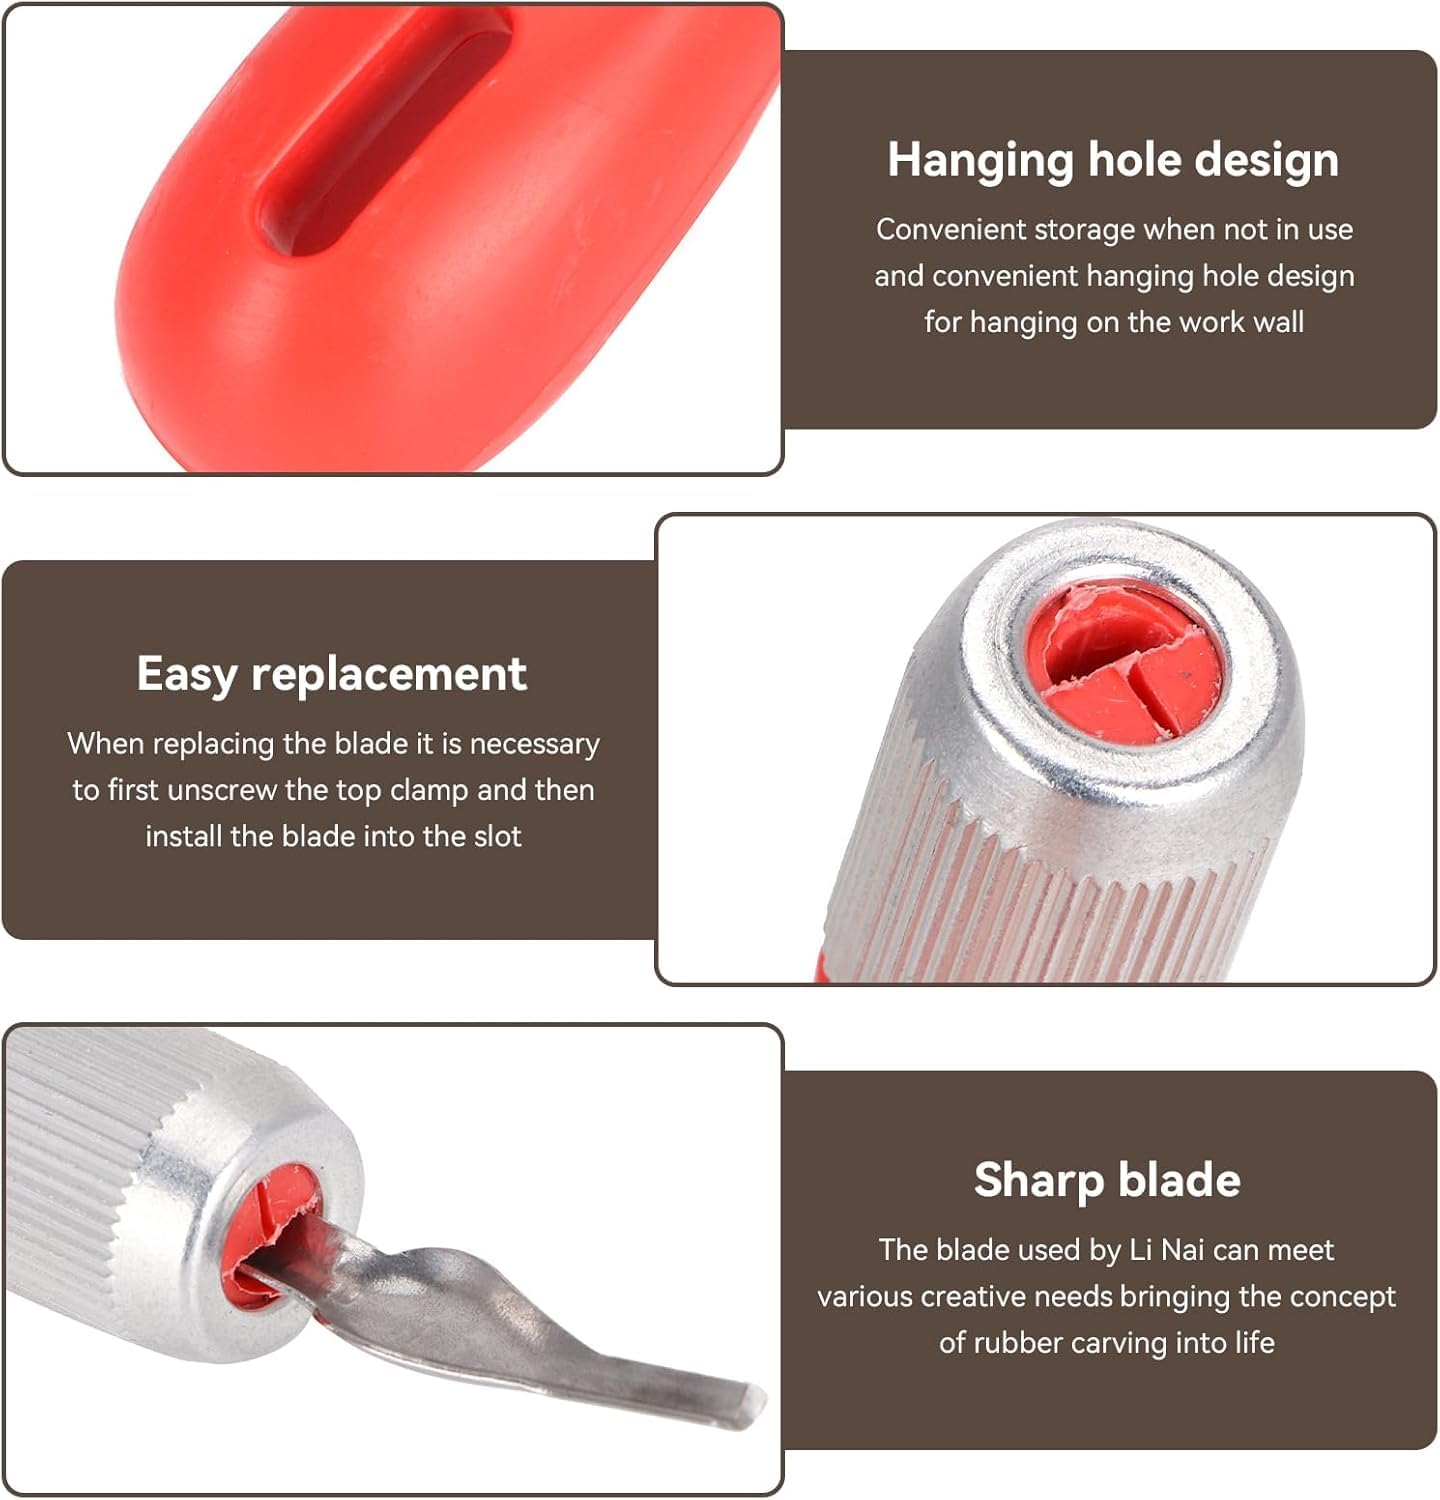 Hanging hole design
Convenient storage when not in use
and convenient hanging hole design
for hanging on the work wall
Easy replacement
When replacing the blade it is necessary
to first unscrew the top clamp and then
install the blade into the slot
Sharp blade
The blade used by Li Nai can meet
various creative needs bringing the concept
of rubber carving into life